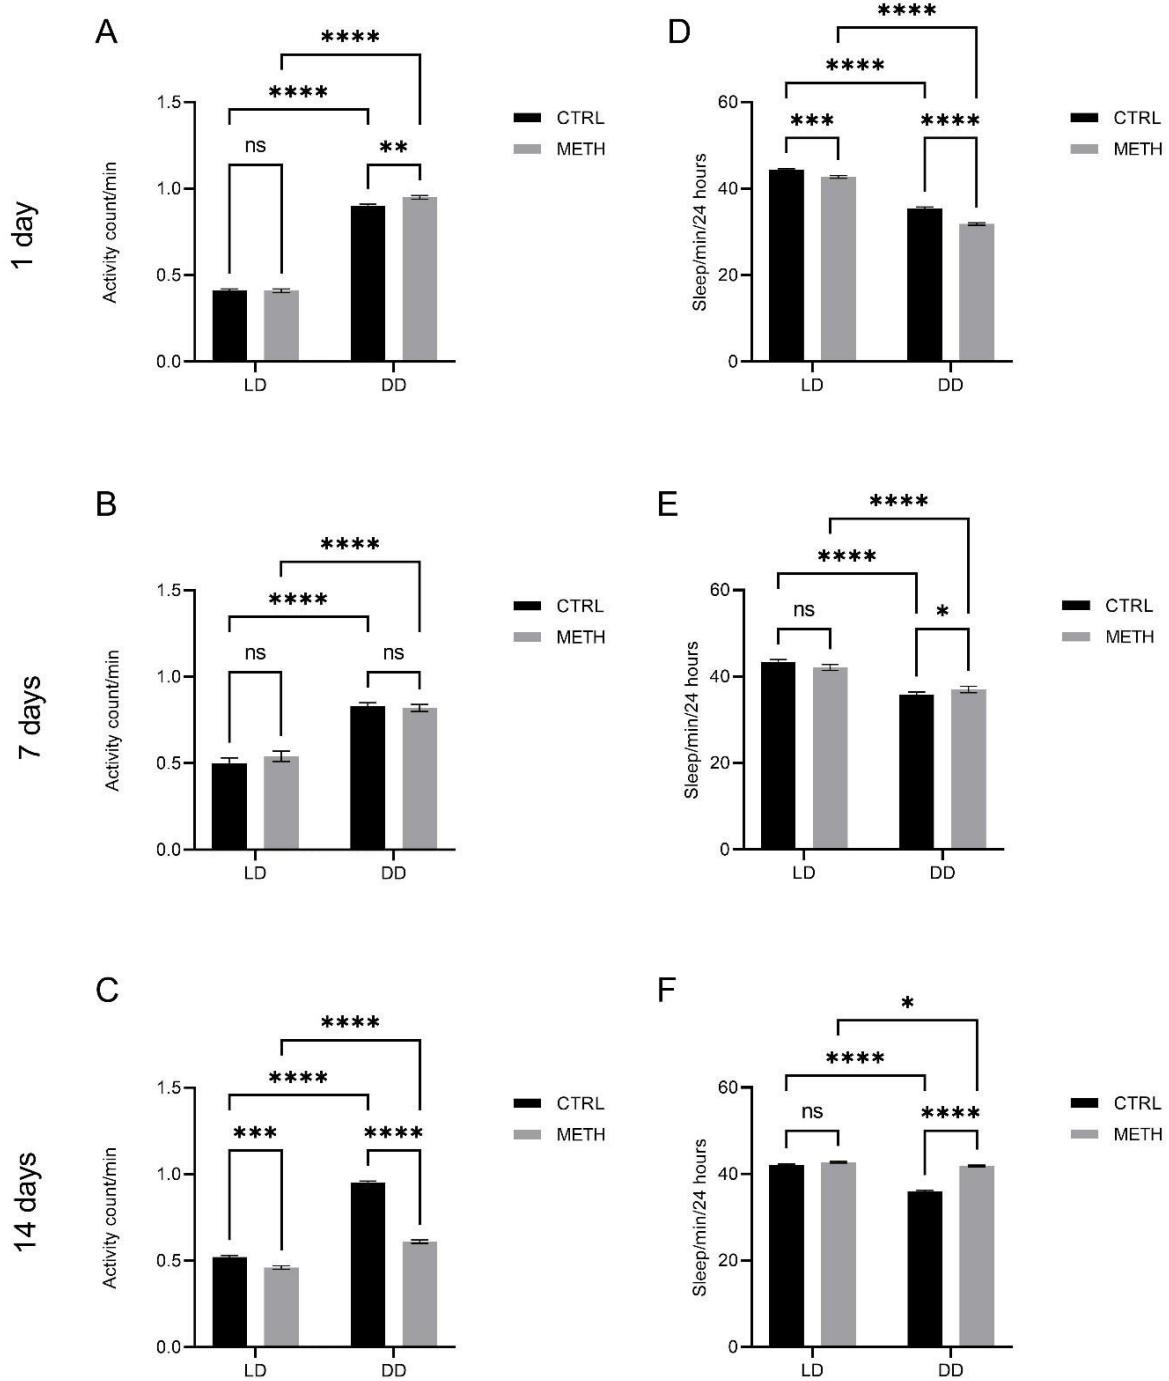 A
****
****
ns
**
1.5
1.0
0.5
0.0
Activity count/min
LD
DD
CTRL
METH
1 day
D
****
****
***
****
60
40
20
0
Sleep/min/24 hours
LD
DD
CTRL
METH
B
****
****
ns
ns
1.5
1.0
0.5
0.0
Activity count/min
LD
DD
CTRL
METH
7 days
E
****
****
ns
*
60
40
20
0
Sleep/min/24 hours
LD
DD
CTRL
METH
C
****
****
***
****
1.5
1.0
0.5
0.0
Activity count/min
LD
DD
CTRL
METH
14 days
F
*
****
ns
****
60
40
20
0
Sleep/min/24 hours
LD
DD
CTRL
METH